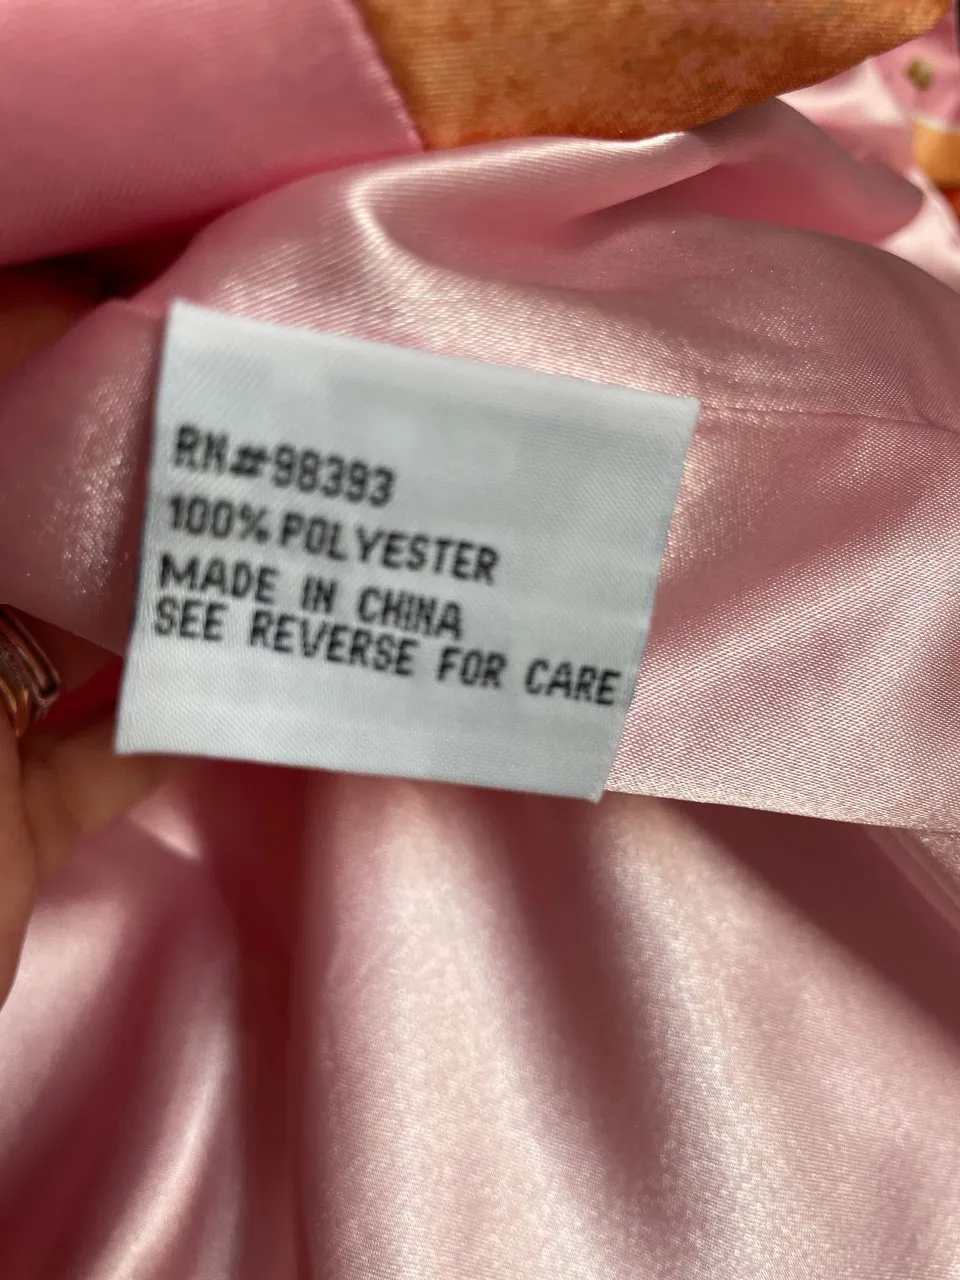 RN#98393
100% POLYESTER
MADE IN CHINA
SEE REVERSE FOR CARE